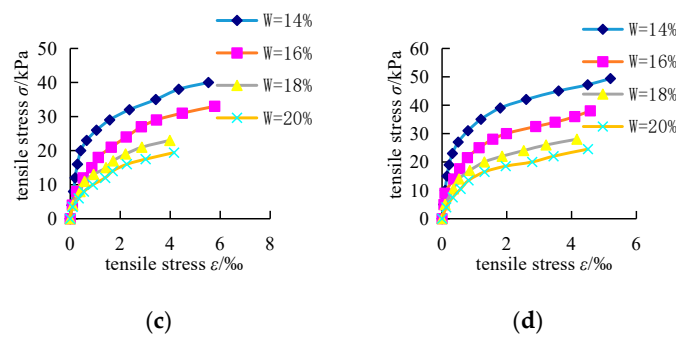 50
40
30
20
10
0
0 2 4 6 8
tensile stress σ/kPa
tensile stress ε/‰
W=14%
W=16%
W=18%
W=20%
(c)
60
50
40
30
20
10
0
0 2 4 6
tensile stress σ/kPa
tensile stress ε/‰
W=14%
W=16%
W=18%
W=20%
(d)